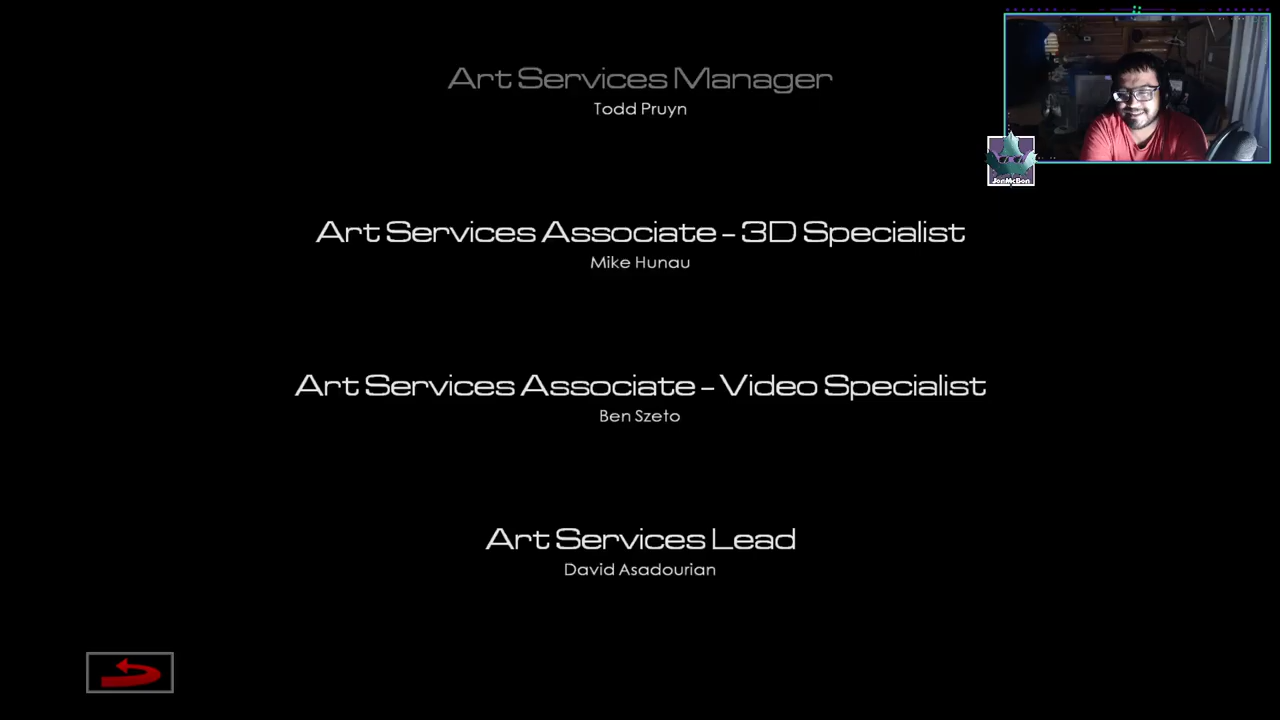 Art Services Manager
Todd Pruyn
JonMcBon
Art Services Associate - 3D Specialist
Mike Hunau
Art Services Associate - Video Specialist
Ben Szeto
Art Services Lead
David Asadourian